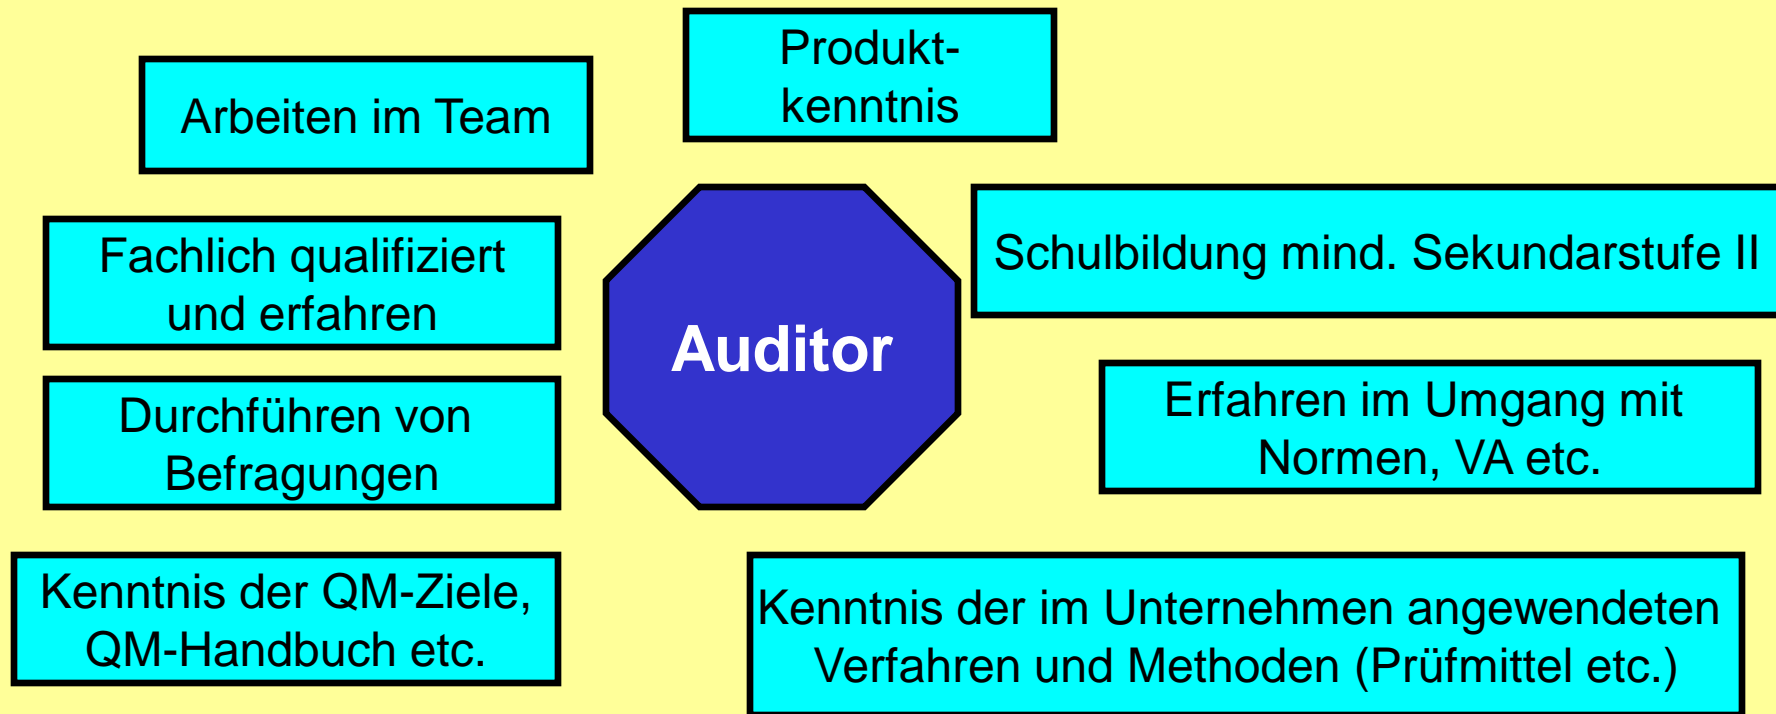 Produkt-
kenntnis
Arbeiten im Team
Schulbildung mind. Sekundarstufe II
Fachlich qualifiziert
und erfahren
Auditor
Erfahren im Umgang mit
Normen, VA etc.
Durchführen von
Befragungen
Kenntnis der QM-Ziele,
QM-Handbuch etc.
Kenntnis der im Unternehmen angewendeten
Verfahren und Methoden (Prüfmittel etc.)